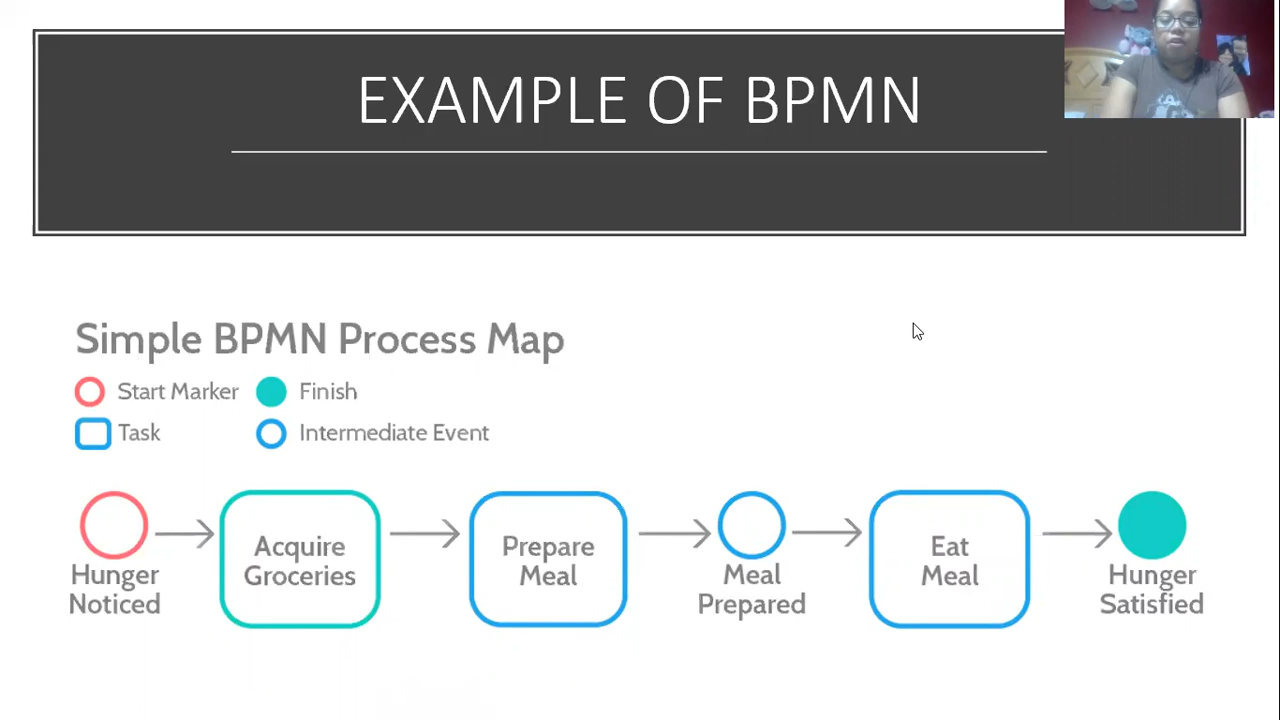 EXAMPLE OF BPMN
Simple BPMN Process Map
Start Marker
Finish
Task
Intermediate Event
Hunger
Noticed
Acquire
Groceries
Prepare
Meal
Meal
Prepared
Eat
Meal
Hunger
Satisfied